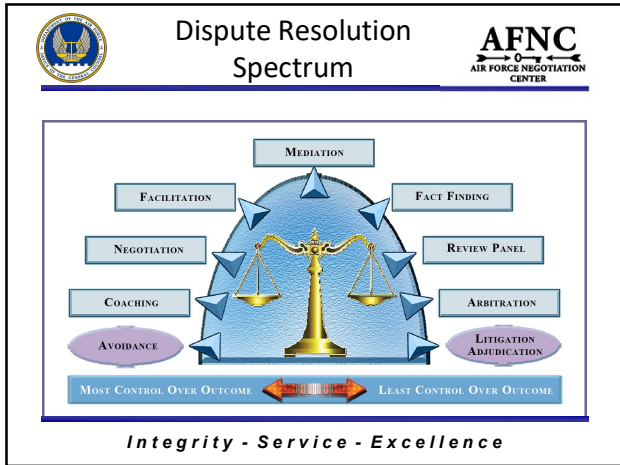 Dispute Resolution
Spectrum
AFNC
AIR FORCE NEGOTIATION
CENTER
MEDIATION
FACILITATION
FACT FINDING
NEGOTIATION
REVIEW PANEL
COACHING
ARBITRATION
AVOIDANCE
LITIGATION
ADJUDICATION
MOST CONTROL OVER OUTCOME
LEAST CONTROL OVER OUTCOME
Integrity - Service - Excellence